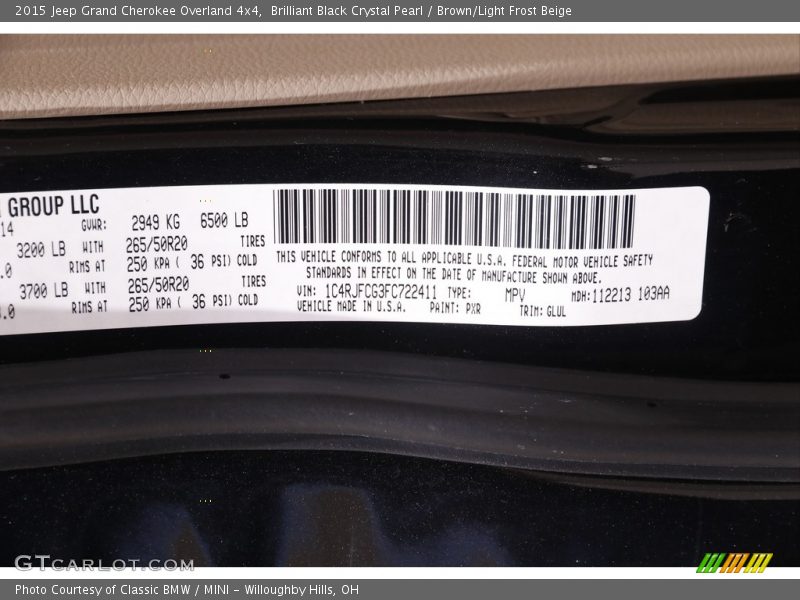 2015 Jeep Grand Cherokee Overland 4x4,  Brilliant Black Crystal Pearl / Brown/Light Frost Beige
GROUP LLC
14 GVWR: 2949 KG 6500 LB
3200 LB WITH 265/50R20 TIRES
.0 RIMS AT 250 KPA ( 36 PSI) COLD
3700 LB WITH 265/50R20 TIRES
.0 RIMS AT 250 KPA ( 36 PSI) COLD
THIS VEHICLE CONFORMS TO ALL APPLICABLE U.S.A. FEDERAL MOTOR VEHICLE SAFETY
STANDARDS IN EFFECT ON THE DATE OF MANUFACTURE SHOWN ABOVE.
VIN: 1C4RJFCG3FC722411 TYPE: MPV MDH:112213 103AA
VEHICLE MADE IN U.S.A. PAINT: PXR TRIM: GLUL
GTCARLOT.COM
Photo Courtesy of Classic BMW / MINI - Willoughby Hills, OH